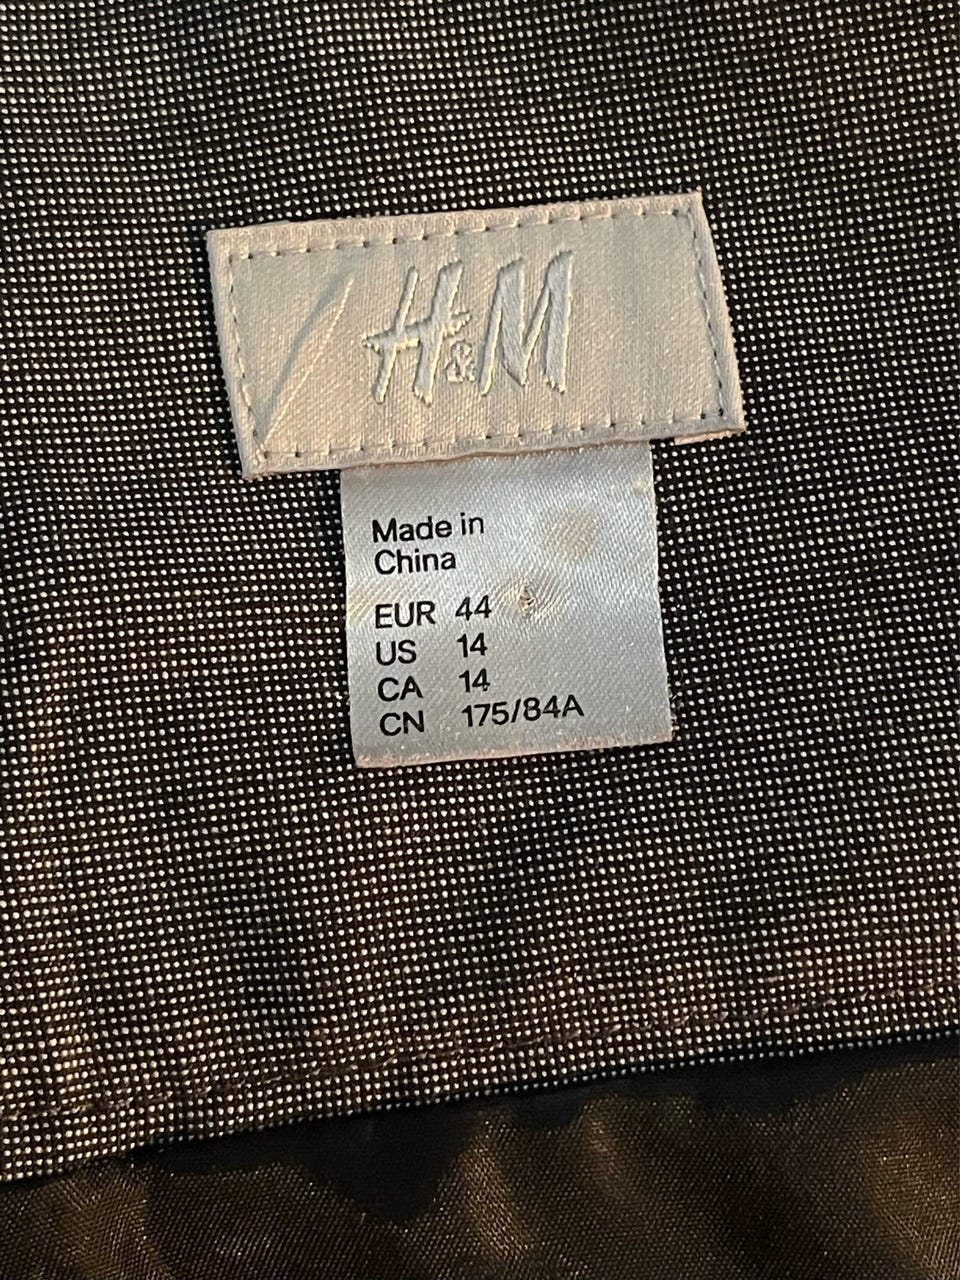 H&M
Made in
China
EUR 44
US 14
CA 14
CN 175/84A